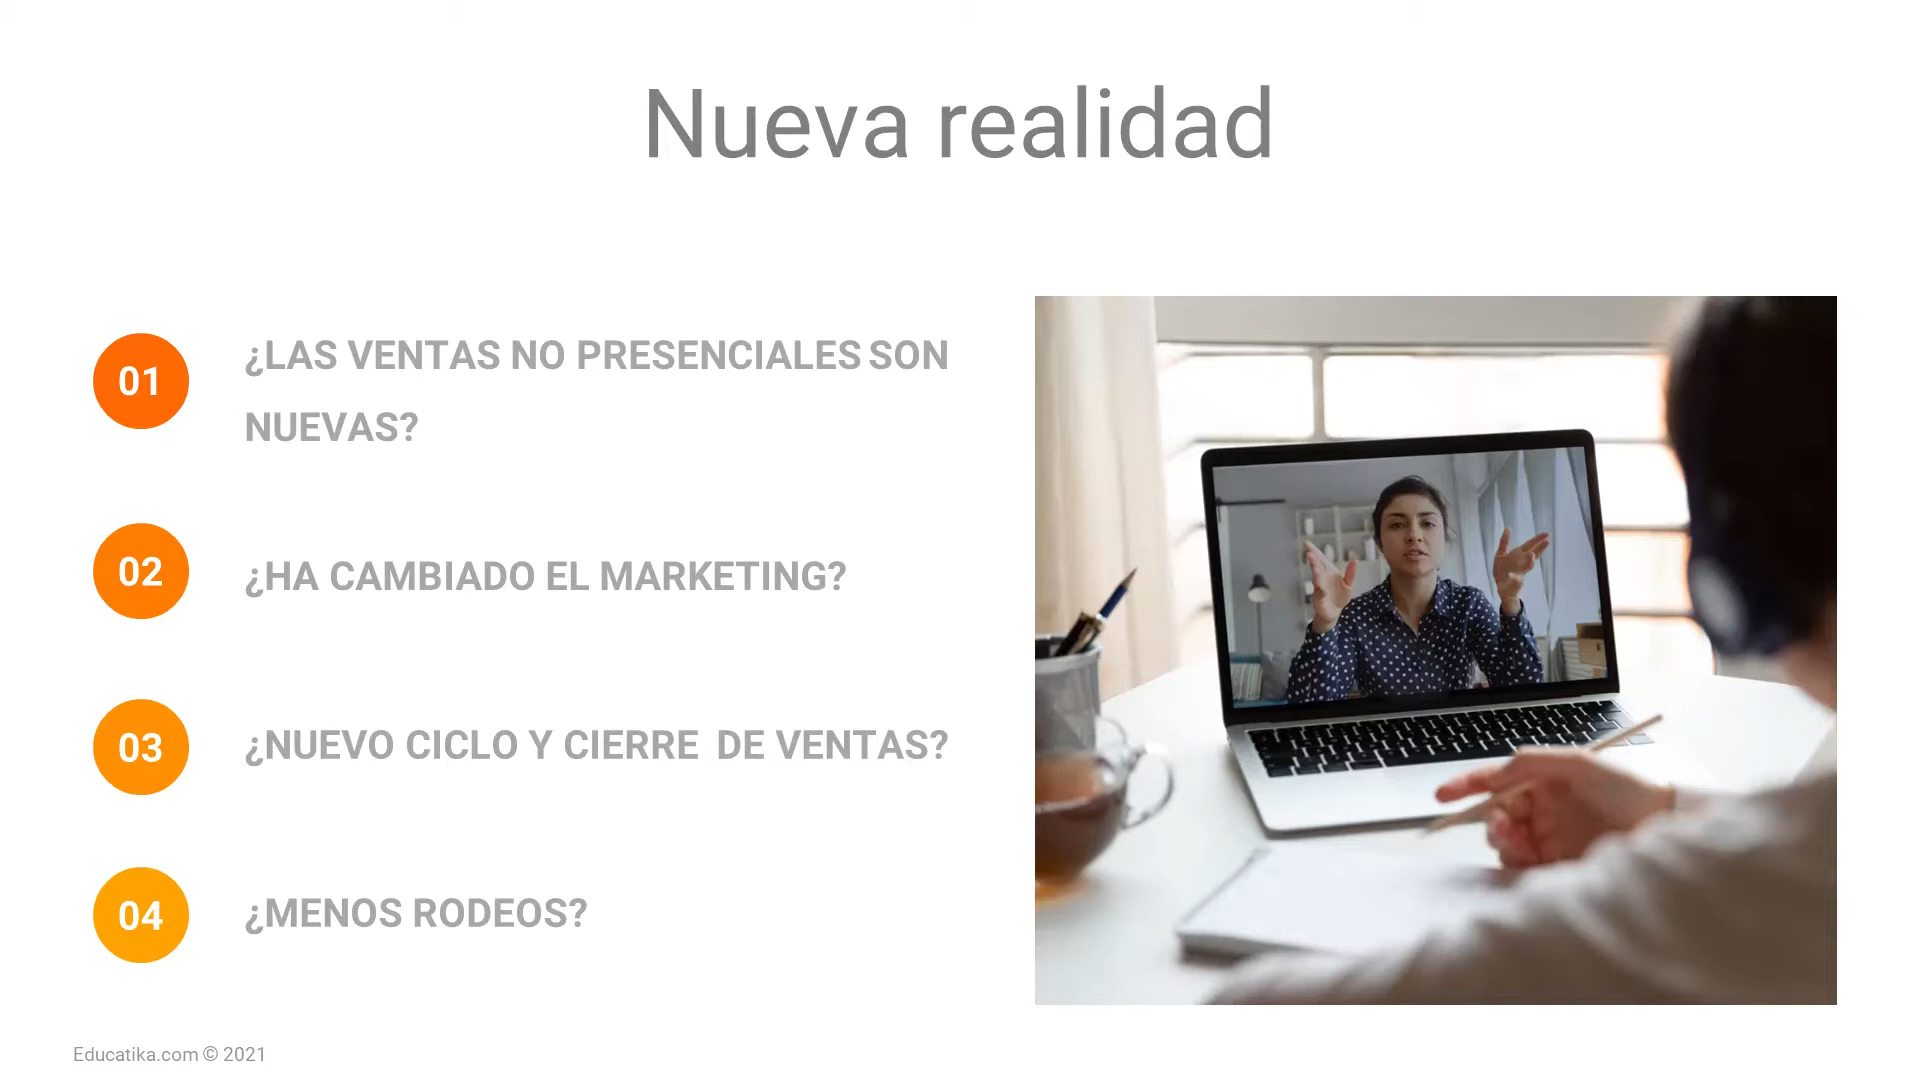 Nueva realidad
01
¿LAS VENTAS NO PRESENCIALES SON
NUEVAS?
02
¿HA CAMBIADO EL MARKETING?
03
¿NUEVO CICLO Y CIERRE DE VENTAS?
04
¿MENOS RODEOS?
Educatika.com © 2021